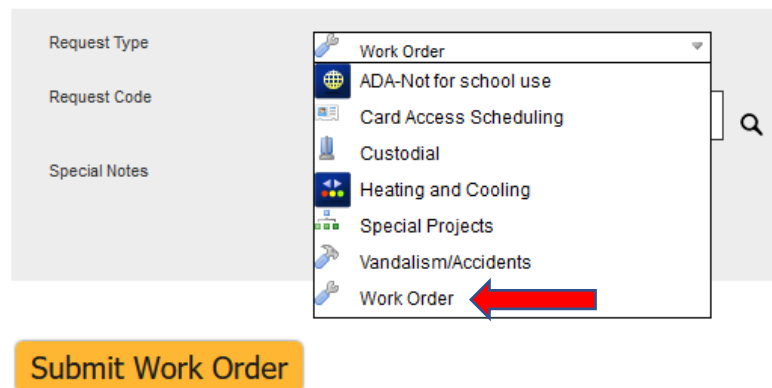 Request Type
Work Order
ADA-Not for school use
Request Code
Card Access Scheduling
Custodial
Special Notes
Heating and Cooling
Special Projects
Vandalism/Accidents
Work Order
Submit Work Order